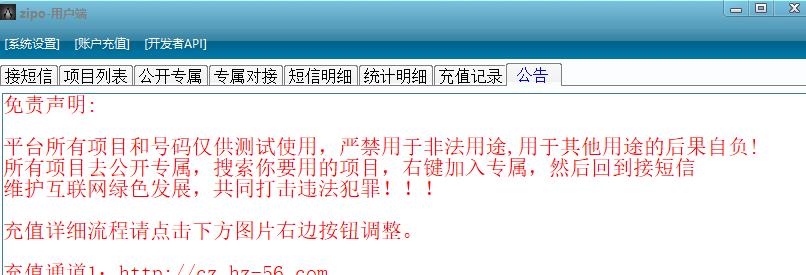 zipo-用户端
[系统设置] [账户充值] [开发者API]
接短信 项目列表 公开专属 专属对接 短信明细 统计明细 充值记录 公告
免责声明:
平台所有项目和号码仅供测试使用，严禁用于非法用途,用于其他用途的后果自负!
所有项目去公开专属，搜索你要用的项目，右键加入专属，然后回到接短信
维护互联网绿色发展，共同打击违法犯罪！！！
充值详细流程请点击下方图片右边按钮调整。
充值通道1: http://cz.hz-56.com